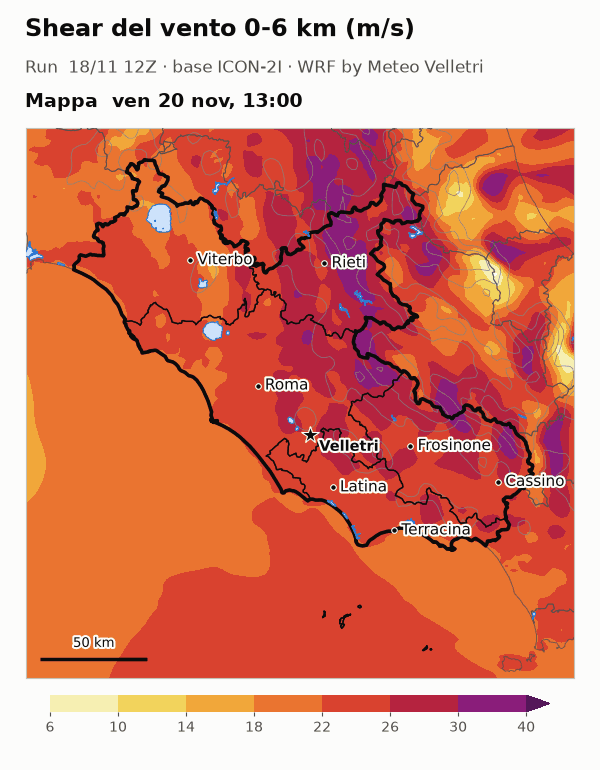 Shear del vento 0-6 km (m/s)
Run  18/11 12Z · base ICON-2I · WRF by Meteo Velletri
Mappa  ven 20 nov, 13:00
Viterbo
Rieti
Roma
Velletri
Frosinone
Latina
Cassino
Terracina
50 km
6 10 14 18 22 26 30 40